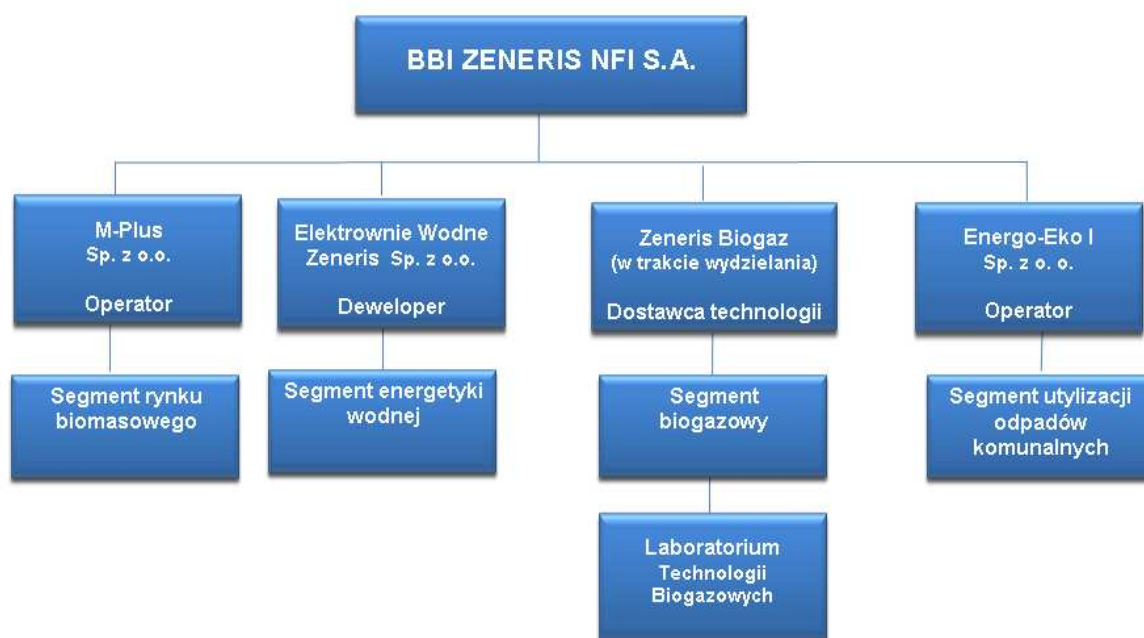 BBI ZENERIS NFI S.A.
M-Plus
Sp. z o.o.
Operator
Elektrownie Wodne
Zeneris Sp. z o.o.
Deweloper
Zeneris Biogaz
(w trakcie wydzielania)
Dostawca technologii
Energo-Eko I
Sp. z o. o.
Operator
Segment rynku
biomasowego
Segment energetyki
wodnej
Segment
biogazowy
Segment utylizacji
odpadów
komunalnych
Laboratorium
Technologii
Biogazowych